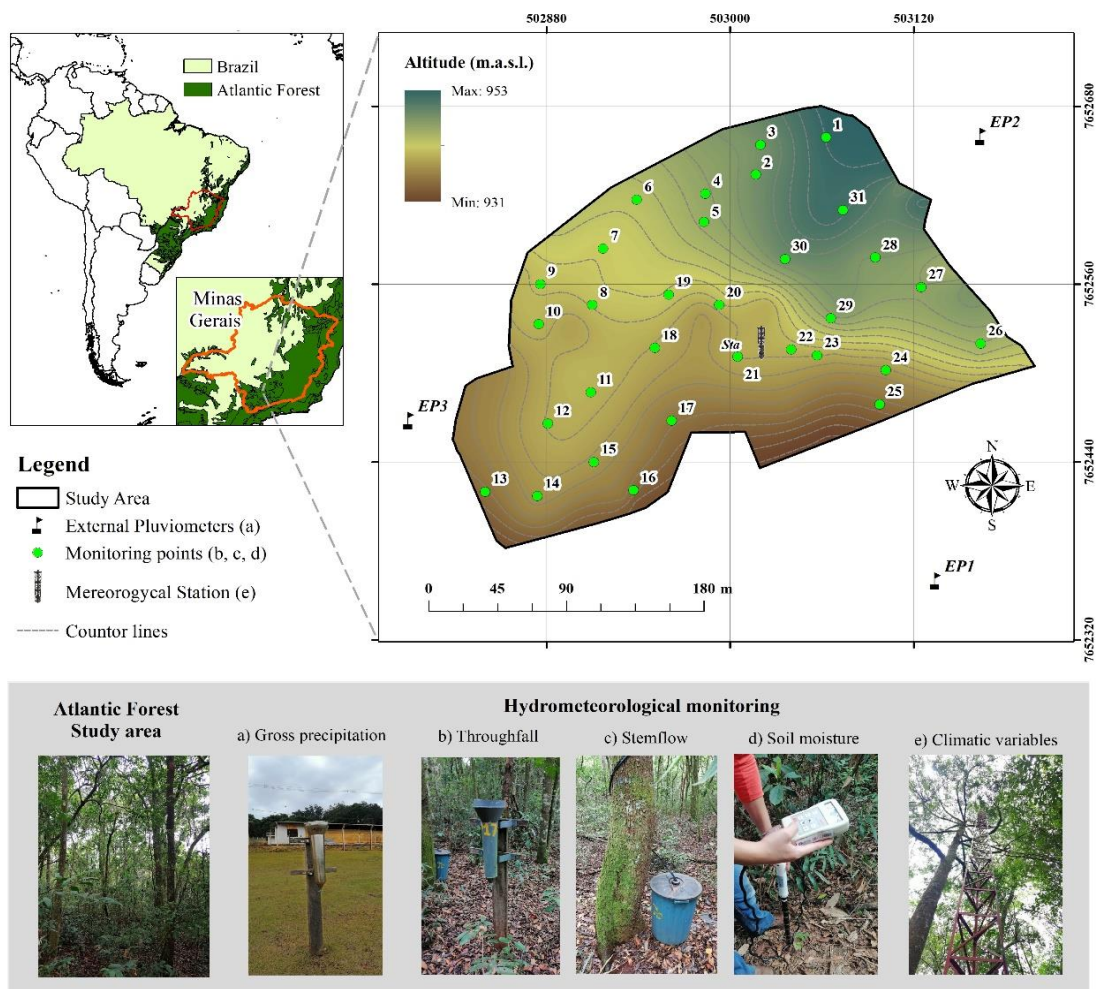 502880
503000
503120
Brazil
Atlantic Forest
Minas
Gerais
Altitude (m.a.s.l.)
Max: 953
Min: 931
7652680
7652560
7652440
7652320
EP2
EP3
EP1
1
2
3
4
5
6
7
8
9
10
11
12
13
14
15
16
17
18
19
20
Sta
21
22
23
24
25
26
27
28
29
30
31
N
W
E
S
0
45
90
180 m
Legend
Study Area
External Pluviometers (a)
Monitoring points (b, c, d)
Mereorogycal Station (e)
Countor lines
Atlantic Forest
Study area
Hydrometeorological monitoring
a) Gross precipitation
b) Throughfall
c) Stemflow
d) Soil moisture
e) Climatic variables
17